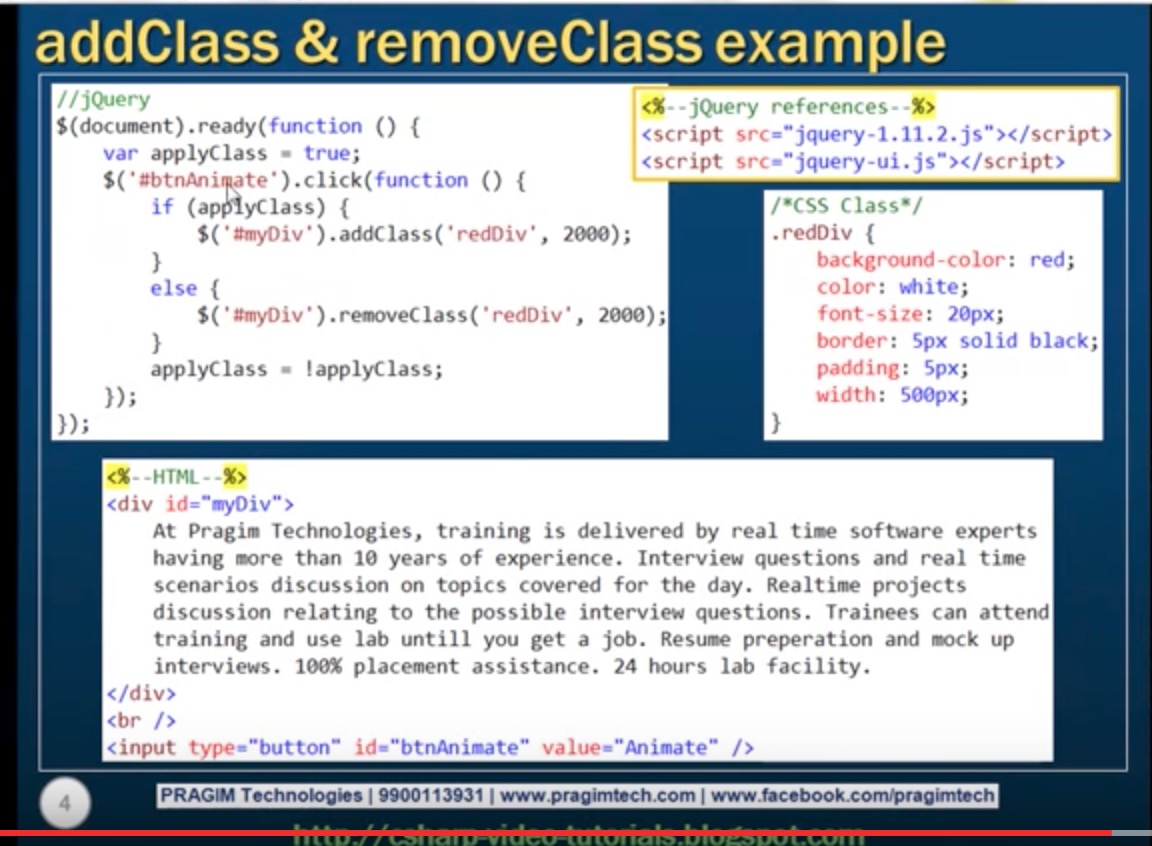 addClass & removeClass example
//jQuery
$(document).ready(function () {
    var applyClass = true;
    $('#btnAnimate').click(function () {
        if (applyClass) {
            $('#myDiv').addClass('redDiv', 2000);
        }
        else {
            $('#myDiv').removeClass('redDiv', 2000);
        }
        applyClass = !applyClass;
    });
});
<%--jQuery references--%>
<script src="jquery-1.11.2.js"></script>
<script src="jquery-ui.js"></script>
/*CSS Class*/
.redDiv {
    background-color: red;
    color: white;
    font-size: 20px;
    border: 5px solid black;
    padding: 5px;
    width: 500px;
}
<%--HTML--%>
<div id="myDiv">
    At Pragim Technologies, training is delivered by real time software experts
    having more than 10 years of experience. Interview questions and real time
    scenarios discussion on topics covered for the day. Realtime projects
    discussion relating to the possible interview questions. Trainees can attend
    training and use lab untill you get a job. Resume preperation and mock up
    interviews. 100% placement assistance. 24 hours lab facility.
</div>
<br />
<input type="button" id="btnAnimate" value="Animate" />
4
PRAGIM Technologies | 9900113931 | www.pragimtech.com | www.facebook.com/pragimtech
http://csharp-video-tutorials.blogspot.com